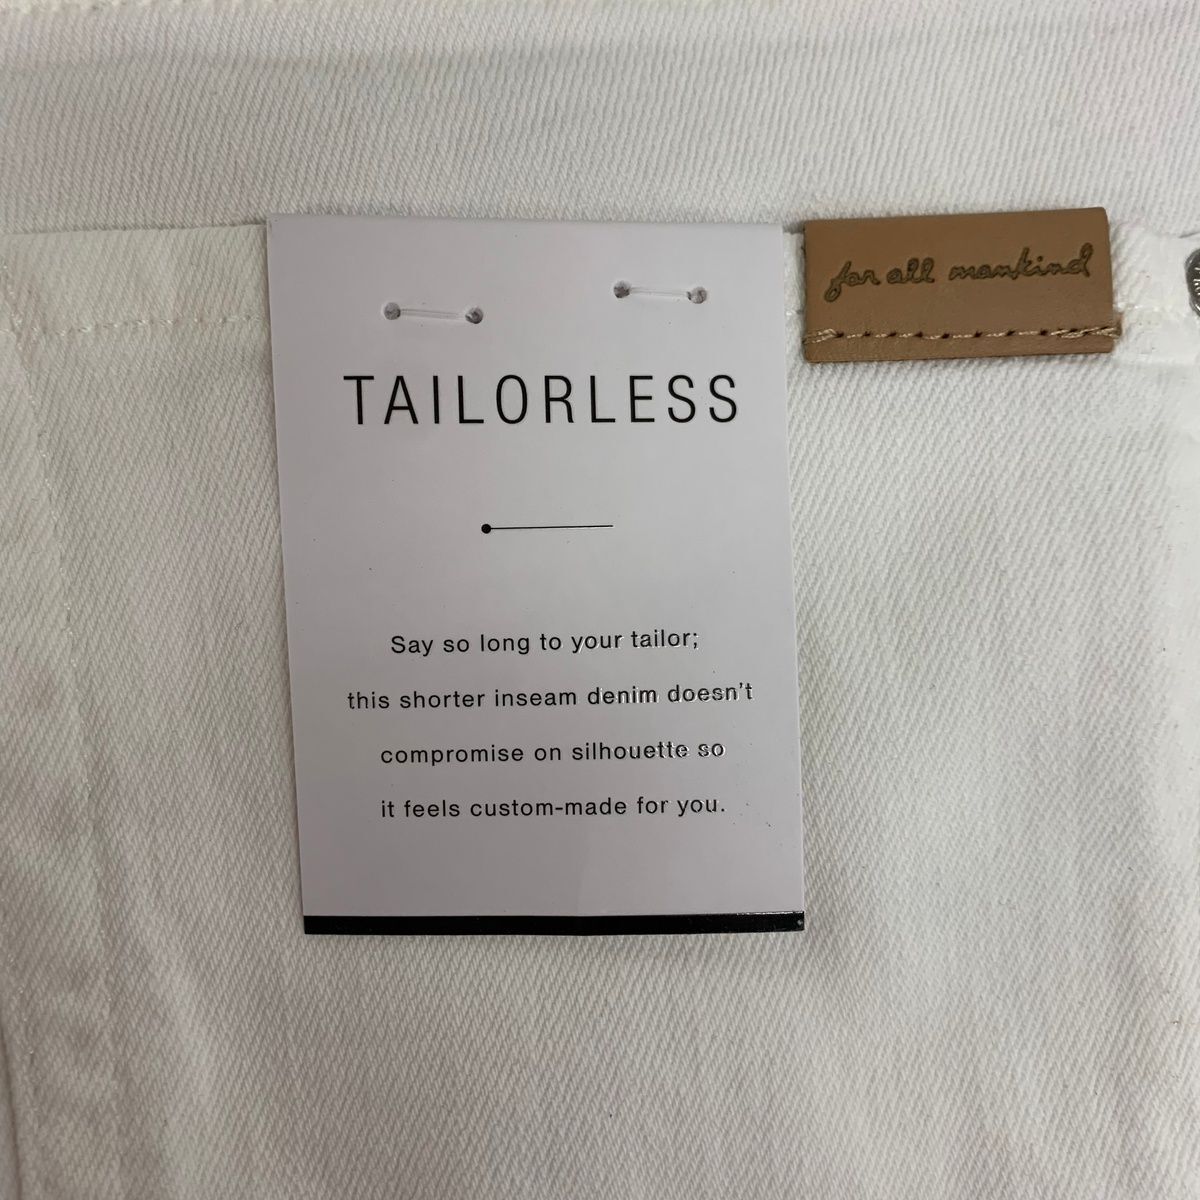 for all mankind
TAILORLESS
Say so long to your tailor;
this shorter inseam denim doesn't
compromise on silhouette so
it feels custom-made for you.